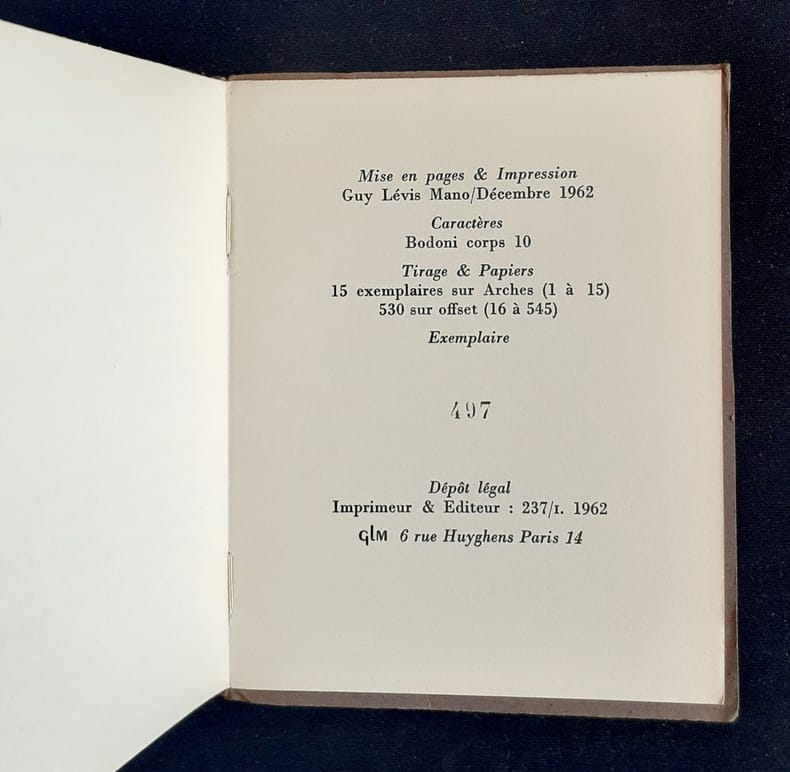 Mise en pages & Impression
Guy Lévis Mano/Décembre 1962
Caractères
Bodoni corps 10
Tirage & Papiers
15 exemplaires sur Arches (1 à 15)
530 sur offset (16 à 545)
Exemplaire
497
Dépôt légal
Imprimeur & Editeur : 237/I. 1962
GLM 6 rue Huyghens Paris 14